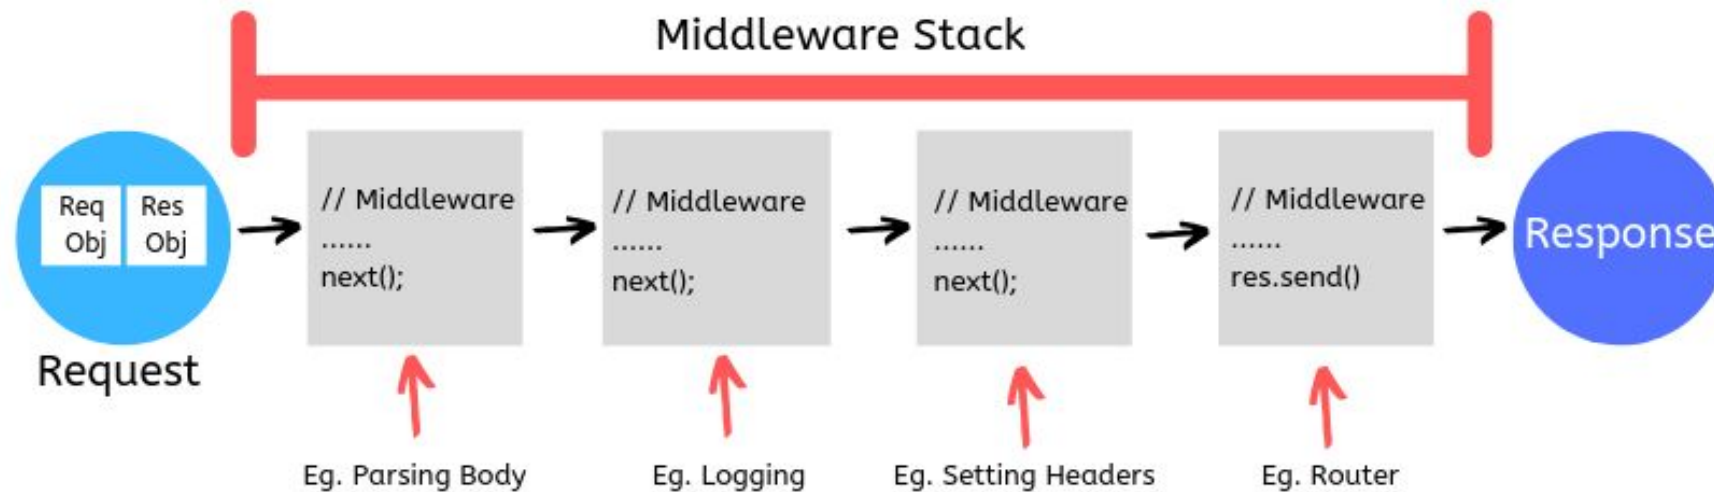 Middleware Stack
Req
Obj
Res
Obj
Request
// Middleware
......
next();
// Middleware
......
next();
// Middleware
......
next();
// Middleware
......
res.send()
Response
Eg. Parsing Body
Eg. Logging
Eg. Setting Headers
Eg. Router